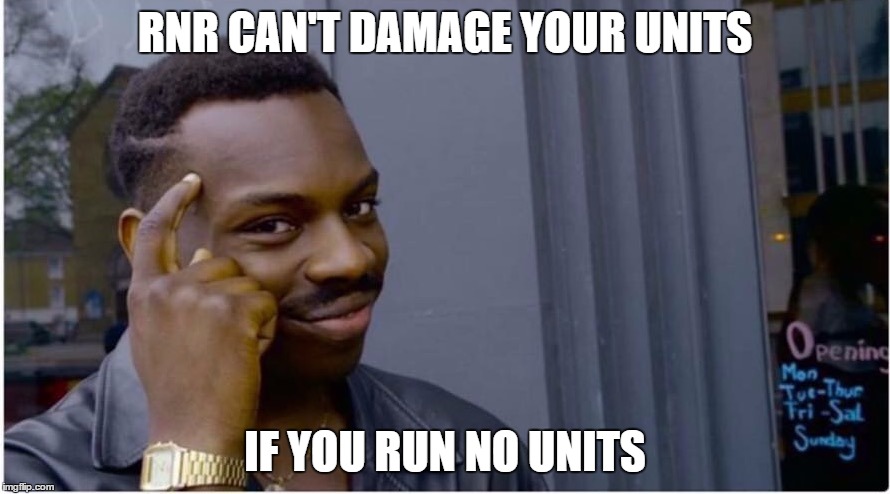 RNR CAN'T DAMAGE YOUR UNITS
IF YOU RUN NO UNITS
Opening
Mon
Tue-Thur
Fri-Sat
Sunday
imgflip.com